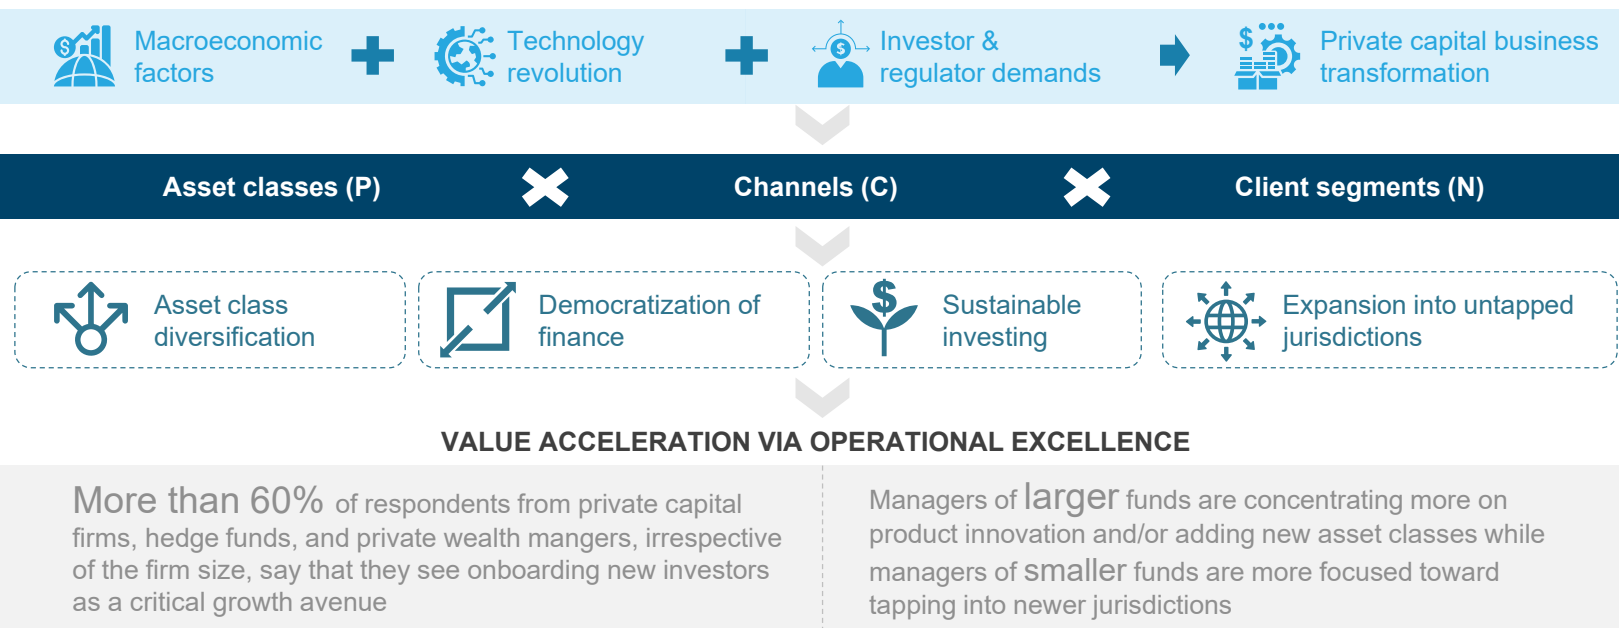 Macroeconomic
factors
Technology
revolution
Investor &
regulator demands
Private capital business
transformation
Asset classes (P)
Channels (C)
Client segments (N)
Asset class
diversification
Democratization of
finance
Sustainable
investing
Expansion into untapped
jurisdictions
VALUE ACCELERATION VIA OPERATIONAL EXCELLENCE
More than 60% of respondents from private capital
firms, hedge funds, and private wealth mangers, irrespective
of the firm size, say that they see onboarding new investors
as a critical growth avenue
Managers of larger funds are concentrating more on
product innovation and/or adding new asset classes while
managers of smaller funds are more focused toward
tapping into newer jurisdictions